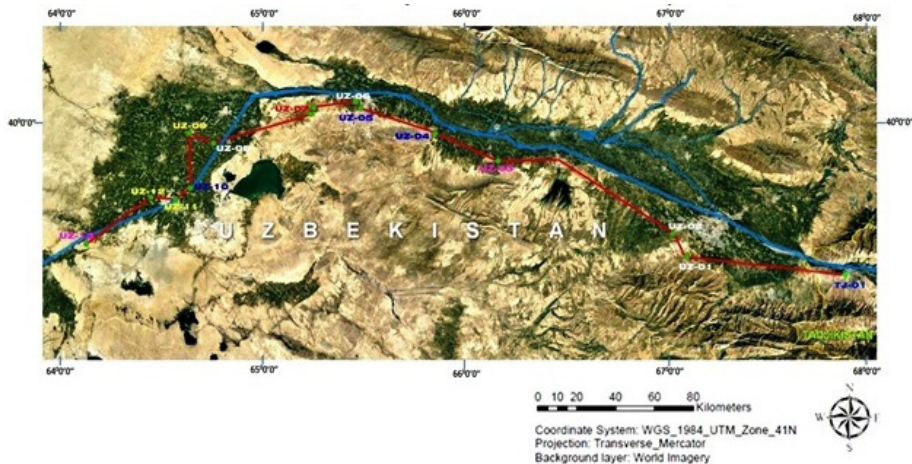 64°0'0" 65°0'0" 66°0'0" 67°0'0" 68°0'0"
UZ-06
UZ-07
UZ-05
40°0'0" 40°0'0"
UZ-09
UZ-04
UZ-08
UZ-03
UZ-10
UZ-12
UZ-11
UZBEKISTAN
UZ-02
UZ-13
UZ-01
TJ-01
TAJIKISTAN
64°0'0" 65°0'0" 66°0'0" 67°0'0" 68°0'0"
0 10 20 40 60 80
Kilometers
N
W E
S
Coordinate System: WGS_1984_UTM_Zone_41N
Projection: Transverse_Mercator
Background layer: World Imagery